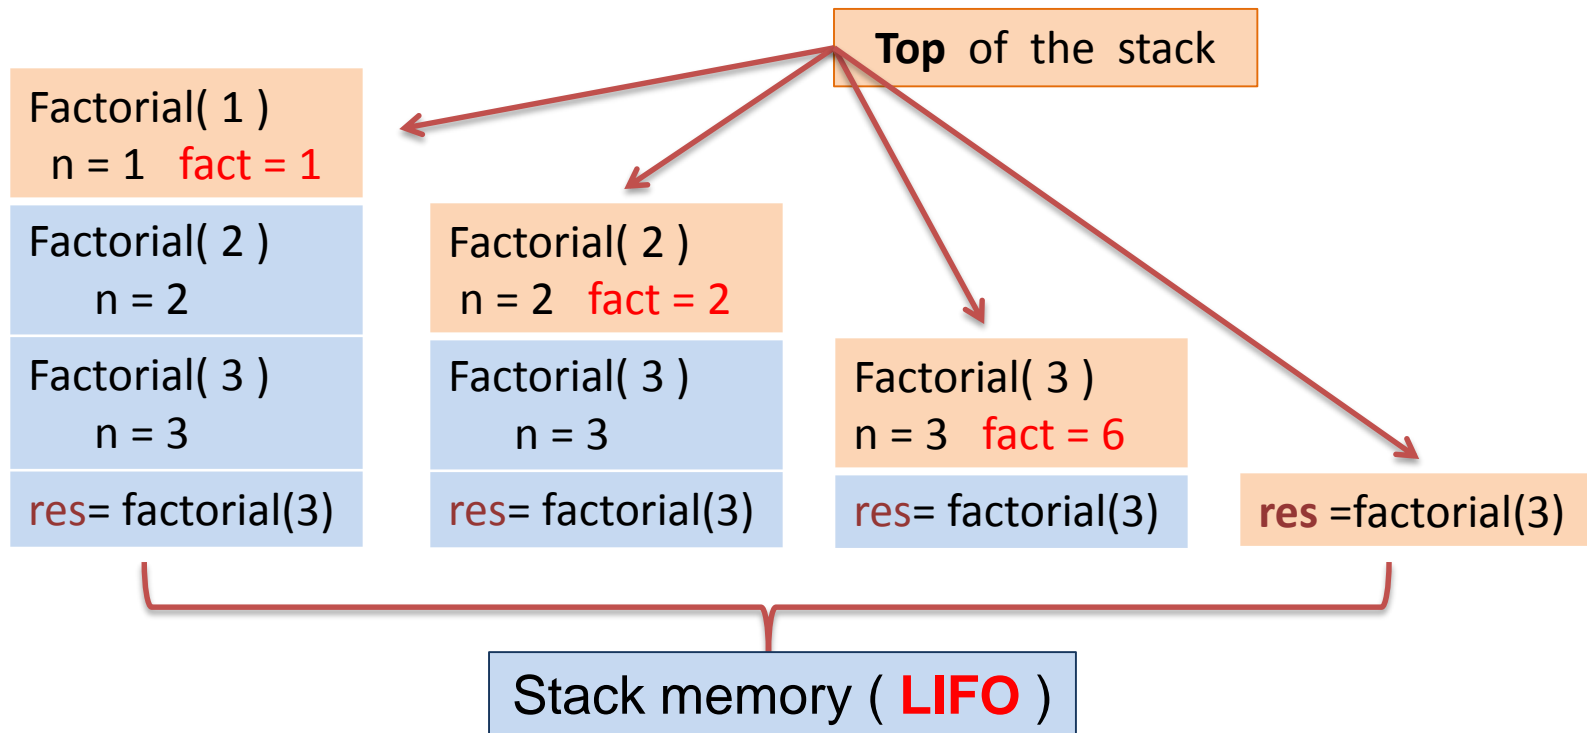 Top of the stack
Factorial( 1 )
n = 1 fact = 1
Factorial( 2 )
n = 2
Factorial( 3 )
n = 3
res= factorial(3)
Factorial( 2 )
n = 2 fact = 2
Factorial( 3 )
n = 3
res= factorial(3)
Factorial( 3 )
n = 3 fact = 6
res= factorial(3)
res =factorial(3)
Stack memory ( LIFO )